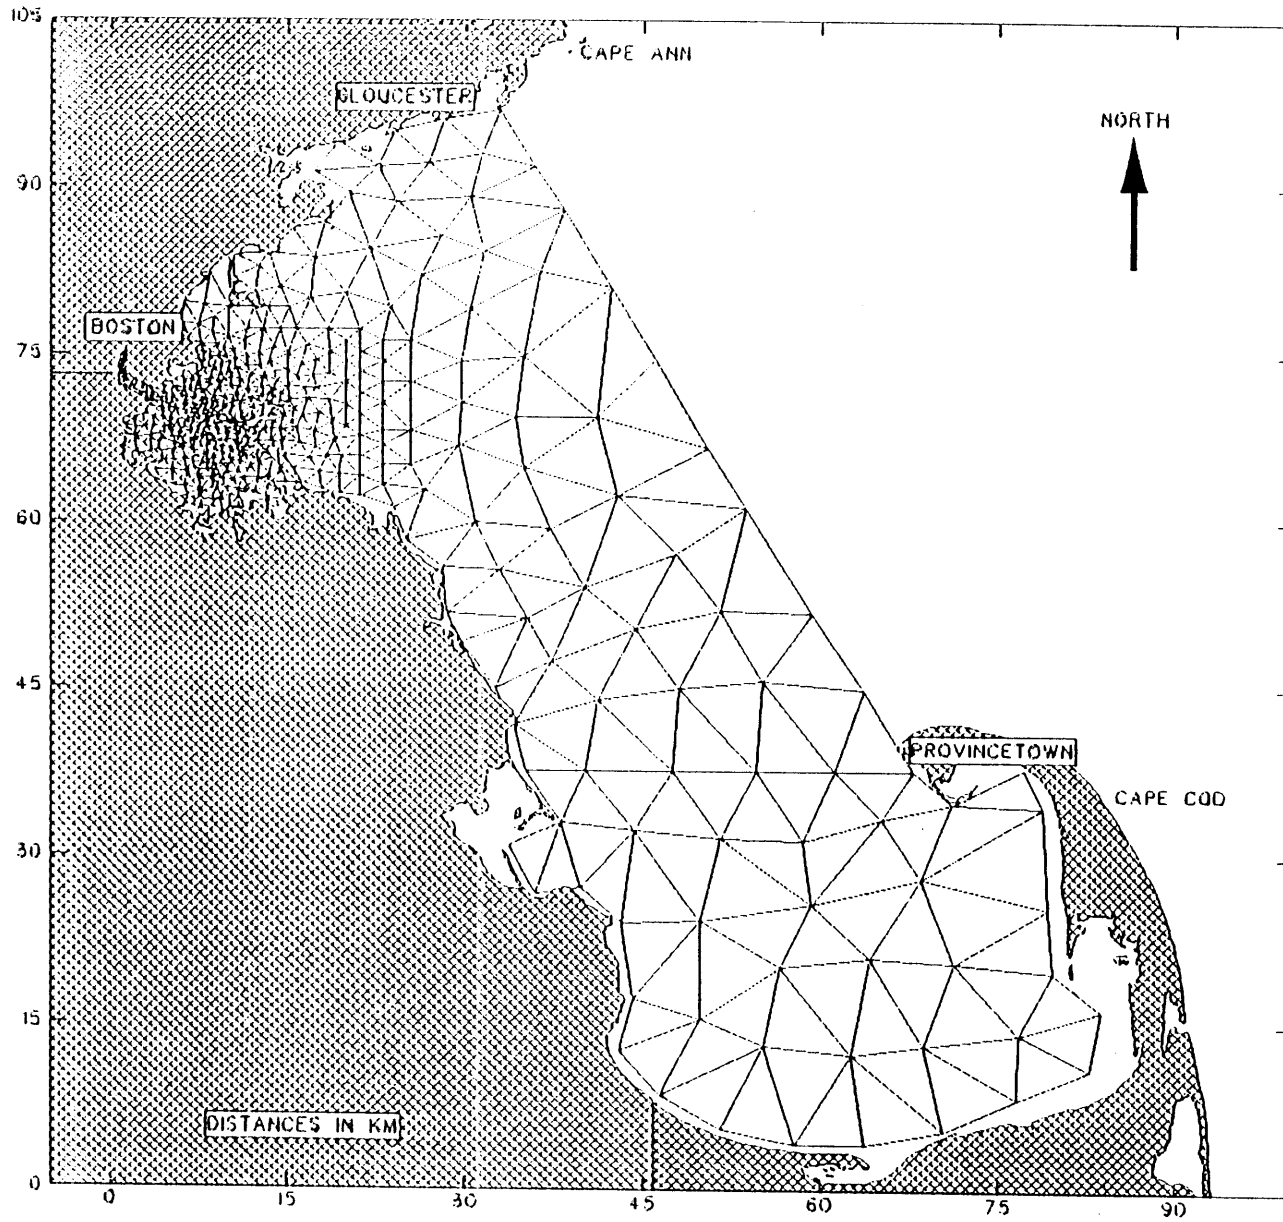 105
CAPE ANN
GLOUCESTER
NORTH
90
BOSTON
75
60
45
PROVINCETOWN
CAPE COD
30
15
DISTANCES IN KM
0
0 15 30 45 60 75 90